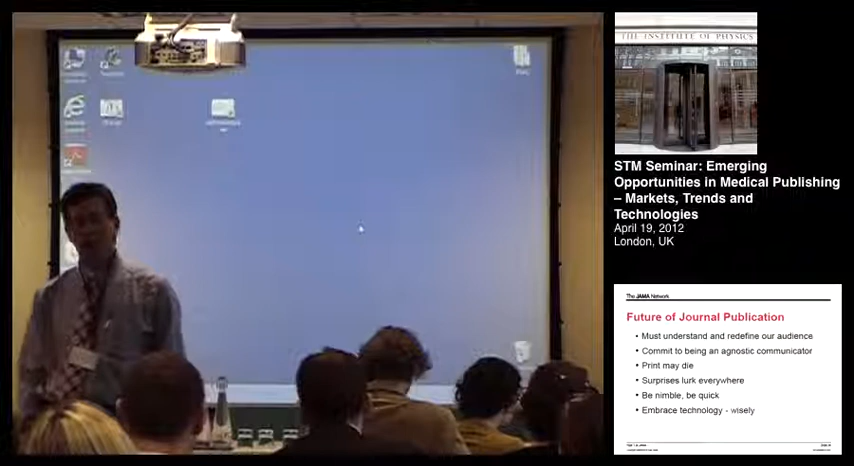 THE INSTITUTE OF PHYSICS
STM Seminar: Emerging
Opportunities in Medical Publishing
– Markets, Trends and
Technologies
April 19, 2012
London, UK
The JAMA Network
Future of Journal Publication
• Must understand and redefine our audience
• Commit to being an agnostic communicator
• Print may die
• Surprises lurk everywhere
• Be nimble, be quick
• Embrace technology - wisely